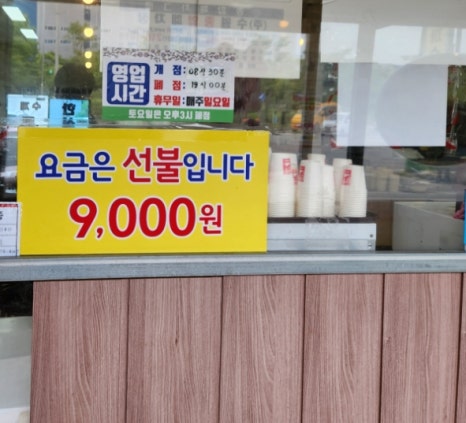 영업
시간
개 점: 08시 30분
폐 점: 19시 00분
휴무일: 매주일요일
토요일은 오후3시 폐점
요금은 선불입니다
9,000원